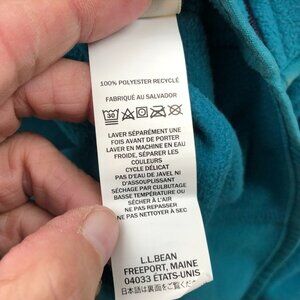 100% POLYESTER RECYCLÉ
FABRIQUÉ AU SALVADOR
30
LAVER SÉPARÉMENT UNE
FOIS AVANT DE PORTER
LAVER EN MACHINE EN EAU
FROIDE, SÉPARER LES
COULEURS
CYCLE DÉLICAT
PAS D'EAU DE JAVEL NI
D'ASSOUPLISSANT
SÉCHAGE PAR CULBUTAGE
BASSE TEMPÉRATURE OU
SÉCHER À L'AIR
NE PAS REPASSER
NE PAS NETTOYER À SEC
L.L.BEAN
FREEPORT, MAINE
04033 ÉTATS-UNIS
日本語は裏面をご覧ください